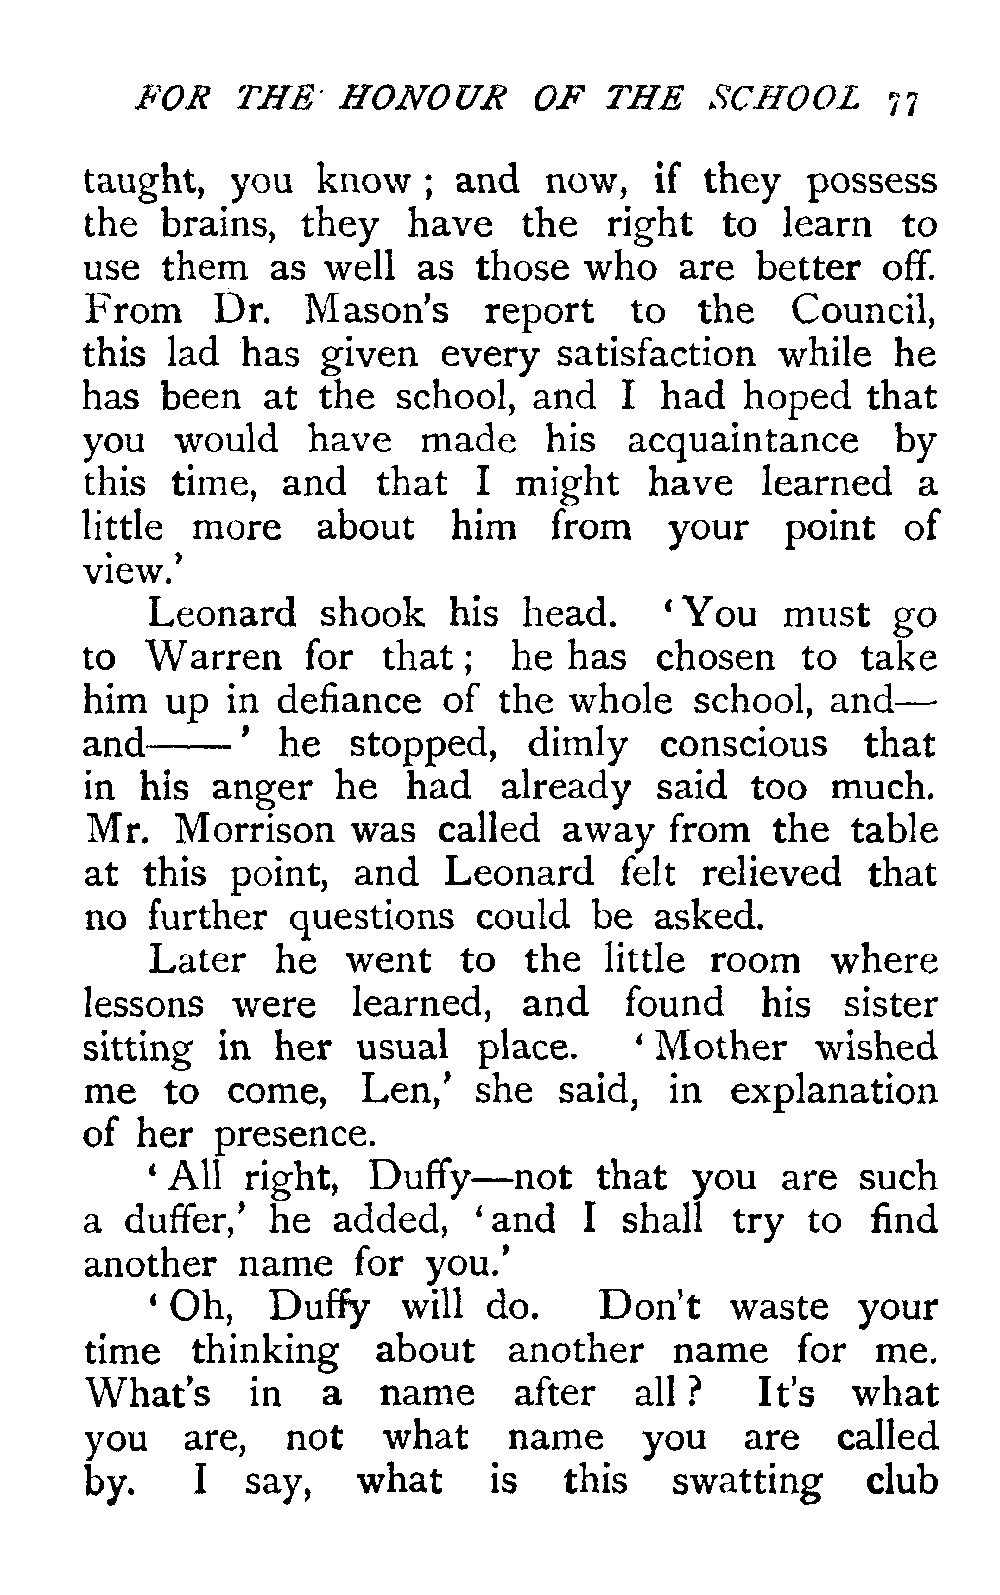 FOR THE HONOUR OF THE SCHOOL 77
taught, you know ; and now, if they possess
the brains, they have the right to learn to
use them as well as those who are better off.
From Dr. Mason's report to the Council,
this lad has given every satisfaction while he
has been at the school, and I had hoped that
you would have made his acquaintance by
this time, and that I might have learned a
little more about him from your point of
view.'
Leonard shook his head. ‘You must go
to Warren for that ; he has chosen to take
him up in defiance of the whole school, and—
and——’ he stopped, dimly conscious that
in his anger he had already said too much.
Mr. Morrison was called away from the table
at this point, and Leonard felt relieved that
no further questions could be asked.
Later he went to the little room where
lessons were learned, and found his sister
sitting in her usual place. ‘Mother wished
me to come, Len,’ she said, in explanation
of her presence.
‘All right, Duffy—not that you are such
a duffer,’ he added, ‘and I shall try to find
another name for you.’
‘Oh, Duffy will do. Don't waste your
time thinking about another name for me.
What's in a name after all ? It's what
you are, not what name you are called
by. I say, what is this swatting club